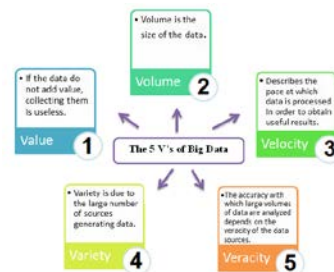 • If the data do
not add value,
collecting them
is useless.
Value
1
• Volume is the
size of the data.
Volume
2
• Describes the
pace at which
data is processed
in order to obtain
useful results.
Velocity
3
The 5 V's of Big Data
• Variety is due to
the large number
of sources
generating data.
Variety
4
•The accuracy with
which large volumes
of data are analyzed
depends on the
veracity of the data
sources.
Veracity
5